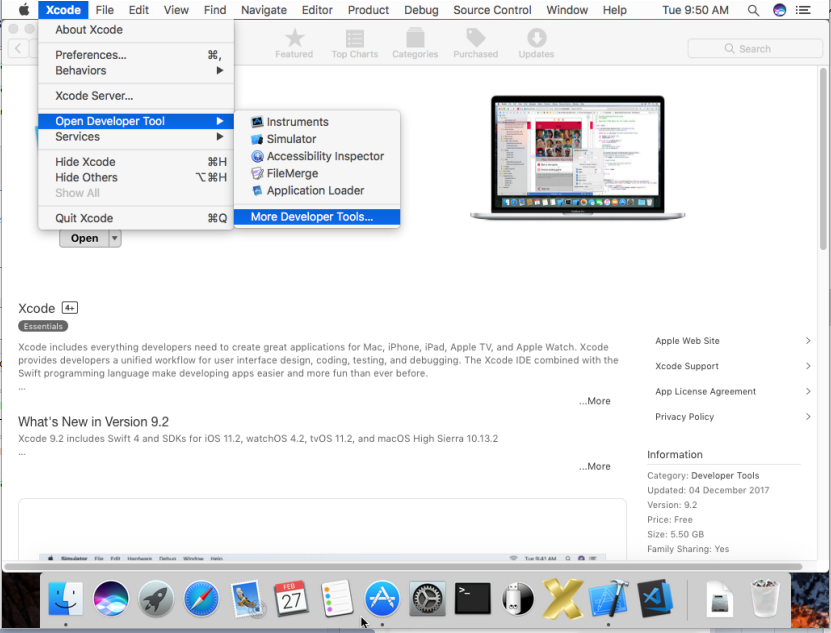 Xcode File Edit View Find Navigate Editor Product Debug Source Control Window Help Tue 9:50 AM
About Xcode
Preferences... ⌘,
Behaviors ▶
Xcode Server...
Open Developer Tool ▶
Services ▶
Hide Xcode ⌘H
Hide Others ⌥⌘H
Show All
Quit Xcode ⌘Q
Instruments
Simulator
Accessibility Inspector
FileMerge
Application Loader
More Developer Tools...
Featured Top Charts Categories Purchased Updates
Search
Open
Xcode 4+
Essentials
Xcode includes everything developers need to create great applications for Mac, iPhone, iPad, Apple TV, and Apple Watch. Xcode
provides developers a unified workflow for user interface design, coding, testing, and debugging. The Xcode IDE combined with the
Swift programming language make developing apps easier and more fun than ever before.
...
...More
What's New in Version 9.2
Xcode 9.2 includes Swift 4 and SDKs for iOS 11.2, watchOS 4.2, tvOS 11.2, and macOS High Sierra 10.13.2
...
...More
Apple Web Site
Xcode Support
App License Agreement
Privacy Policy
Information
Category: Developer Tools
Updated: 04 December 2017
Version: 9.2
Price: Free
Size: 5.50 GB
Family Sharing: Yes
Simulator File Edit Hardware Debug Window Help Tue 9:41 AM
FEB
27
>_